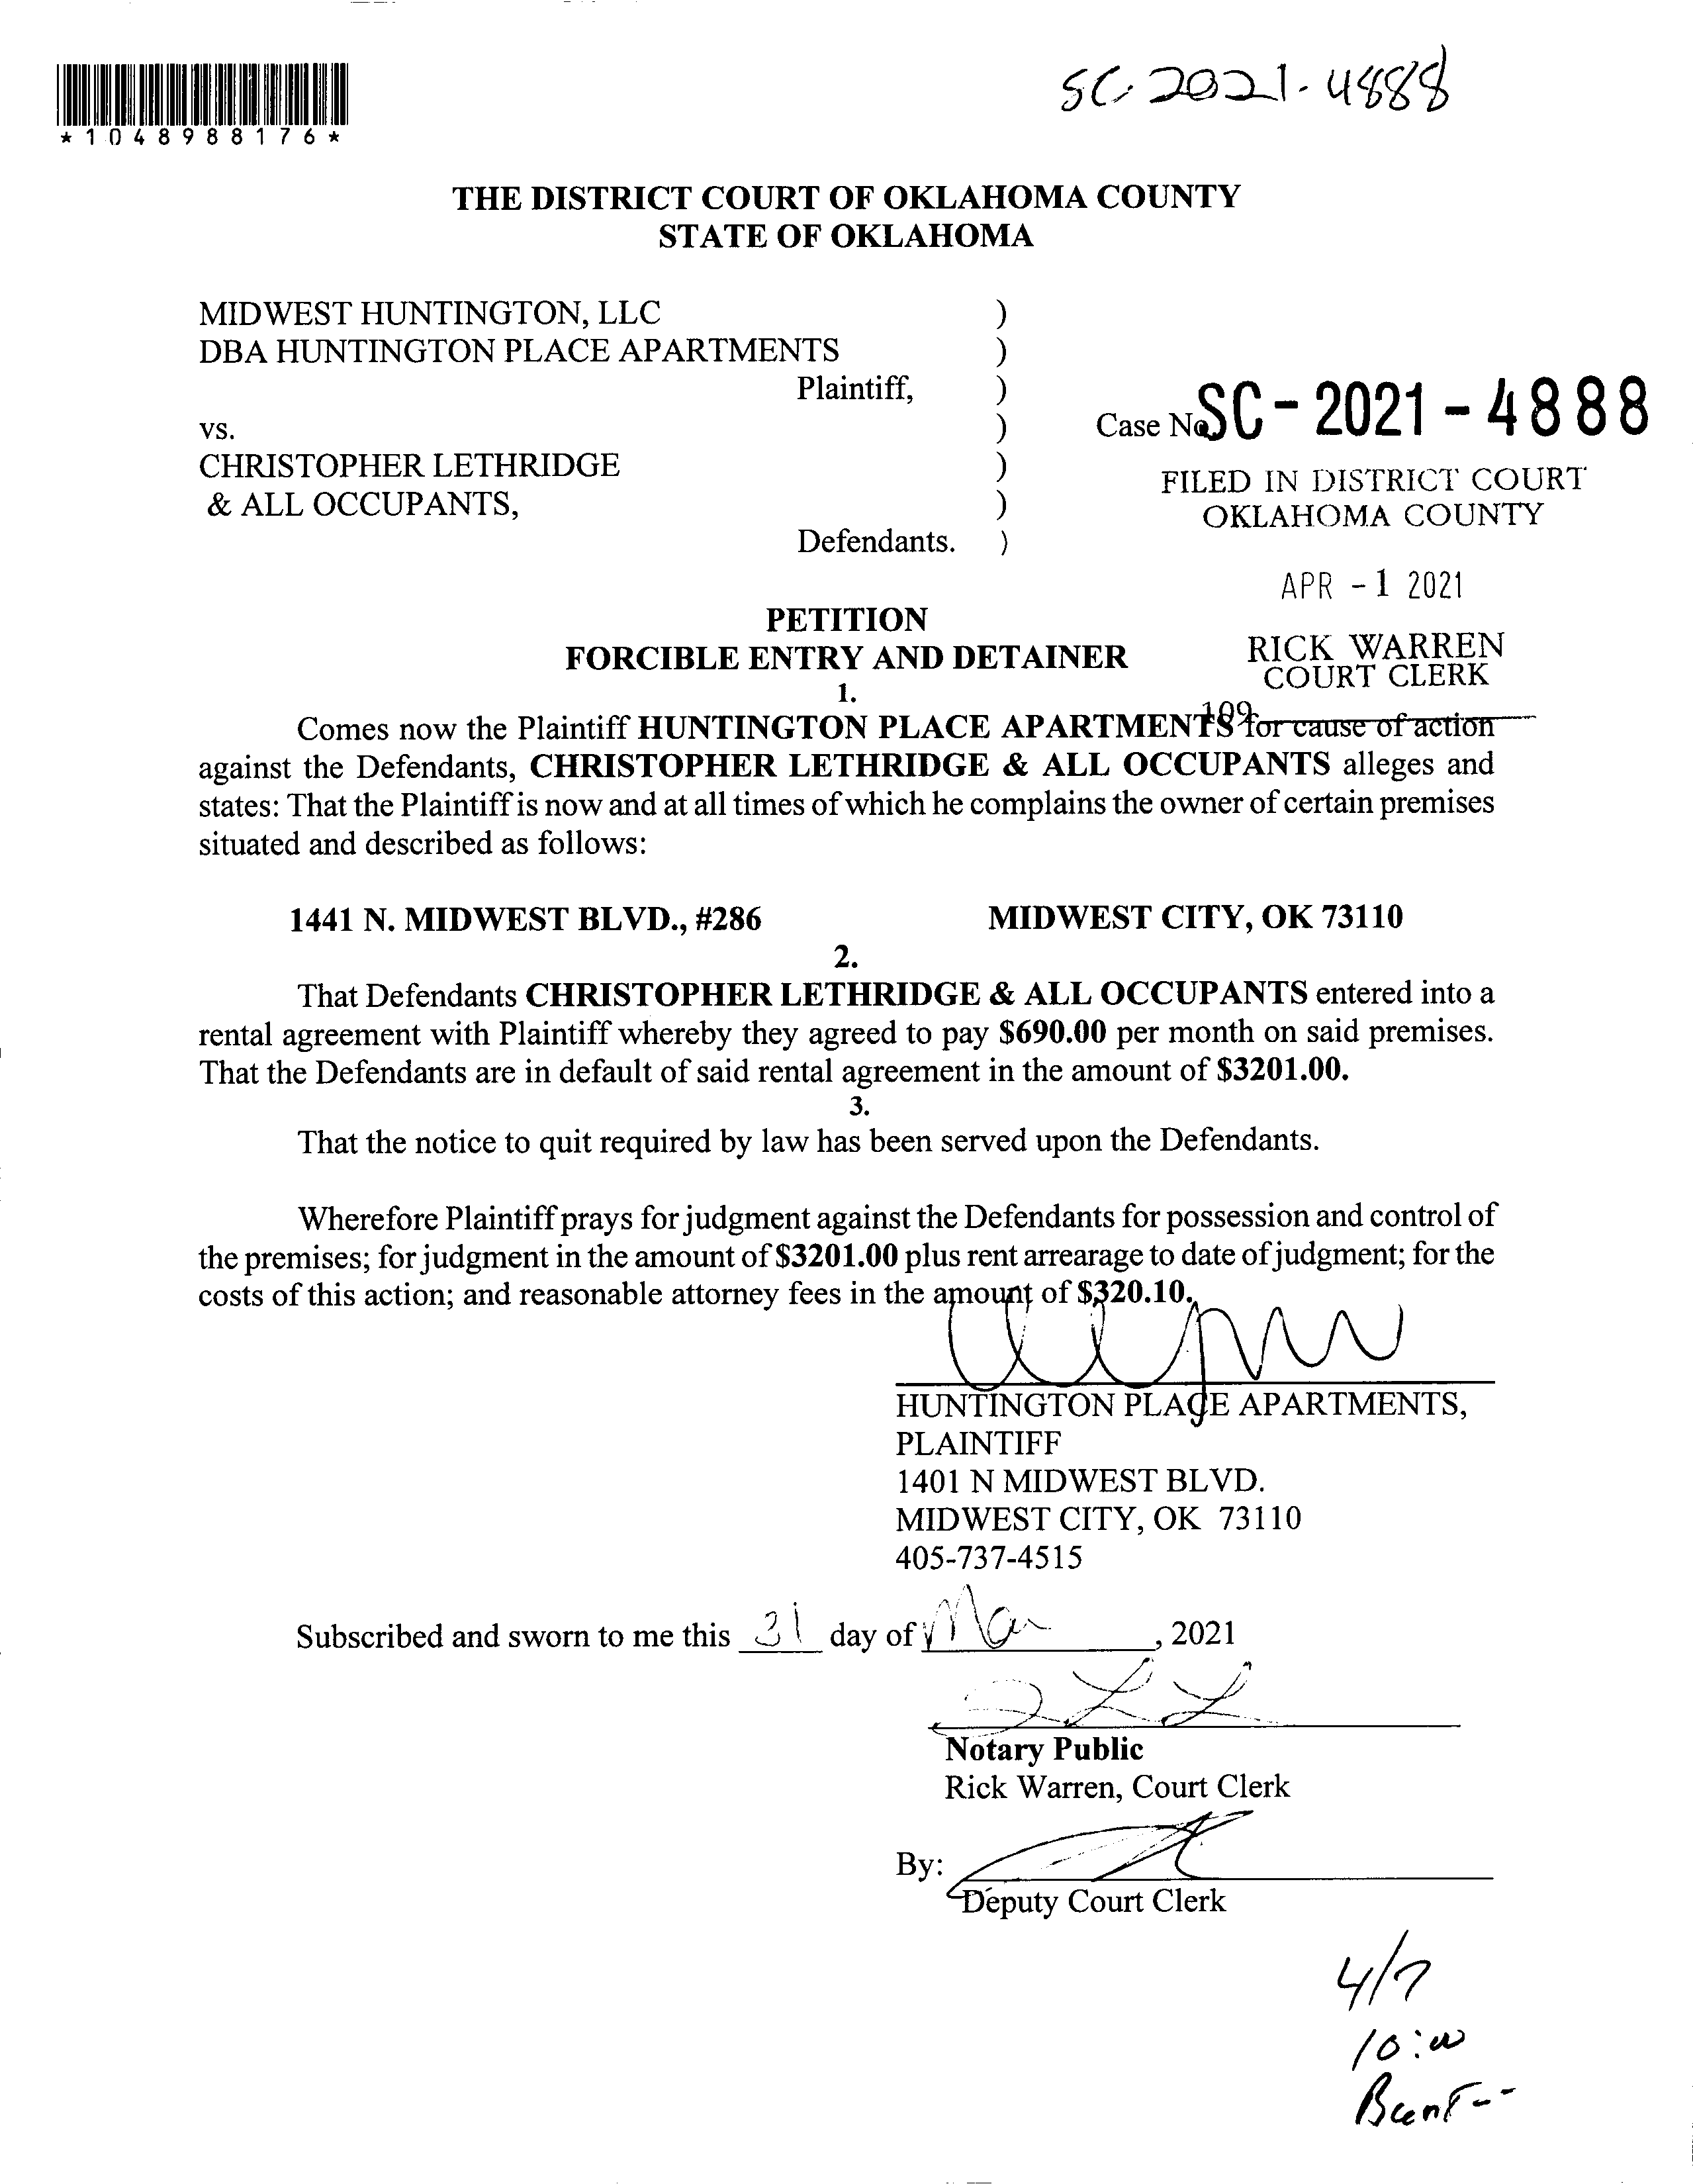 SC-2021-4888
*1048988176*
THE DISTRICT COURT OF OKLAHOMA COUNTY
STATE OF OKLAHOMA
MIDWEST HUNTINGTON, LLC )
DBA HUNTINGTON PLACE APARTMENTS )
Plaintiff, )
vs. ) Case No. SC-2021-4888
CHRISTOPHER LETHRIDGE )
& ALL OCCUPANTS, )
Defendants. )
FILED IN DISTRICT COURT
OKLAHOMA COUNTY
APR -1 2021
RICK WARREN
COURT CLERK
109
PETITION
FORCIBLE ENTRY AND DETAINER
1.
Comes now the Plaintiff HUNTINGTON PLACE APARTMENTS for cause of action
against the Defendants, CHRISTOPHER LETHRIDGE & ALL OCCUPANTS alleges and
states: That the Plaintiff is now and at all times of which he complains the owner of certain premises
situated and described as follows:
1441 N. MIDWEST BLVD., #286 MIDWEST CITY, OK 73110
2.
That Defendants CHRISTOPHER LETHRIDGE & ALL OCCUPANTS entered into a
rental agreement with Plaintiff whereby they agreed to pay $690.00 per month on said premises.
That the Defendants are in default of said rental agreement in the amount of $3201.00.
3.
That the notice to quit required by law has been served upon the Defendants.
Wherefore Plaintiff prays for judgment against the Defendants for possession and control of
the premises; for judgment in the amount of $3201.00 plus rent arrearage to date of judgment; for the
costs of this action; and reasonable attorney fees in the amount of $320.10.
HUNTINGTON PLACE APARTMENTS,
PLAINTIFF
1401 N MIDWEST BLVD.
MIDWEST CITY, OK 73110
405-737-4515
Subscribed and sworn to me this 31 day of Mar, 2021
Notary Public
Rick Warren, Court Clerk
By:
Deputy Court Clerk
4/7
10:00